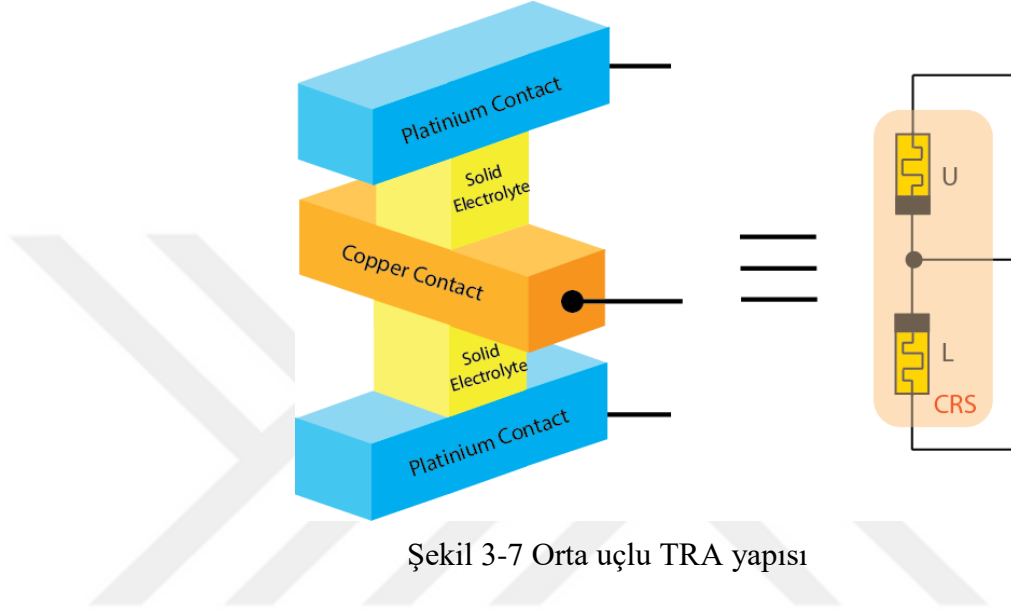 Platinium Contact
Solid
Electrolyte
Copper Contact
Solid
Electrolyte
Platinium Contact
U
L
CRS
Şekil 3-7 Orta uçlu TRA yapısı